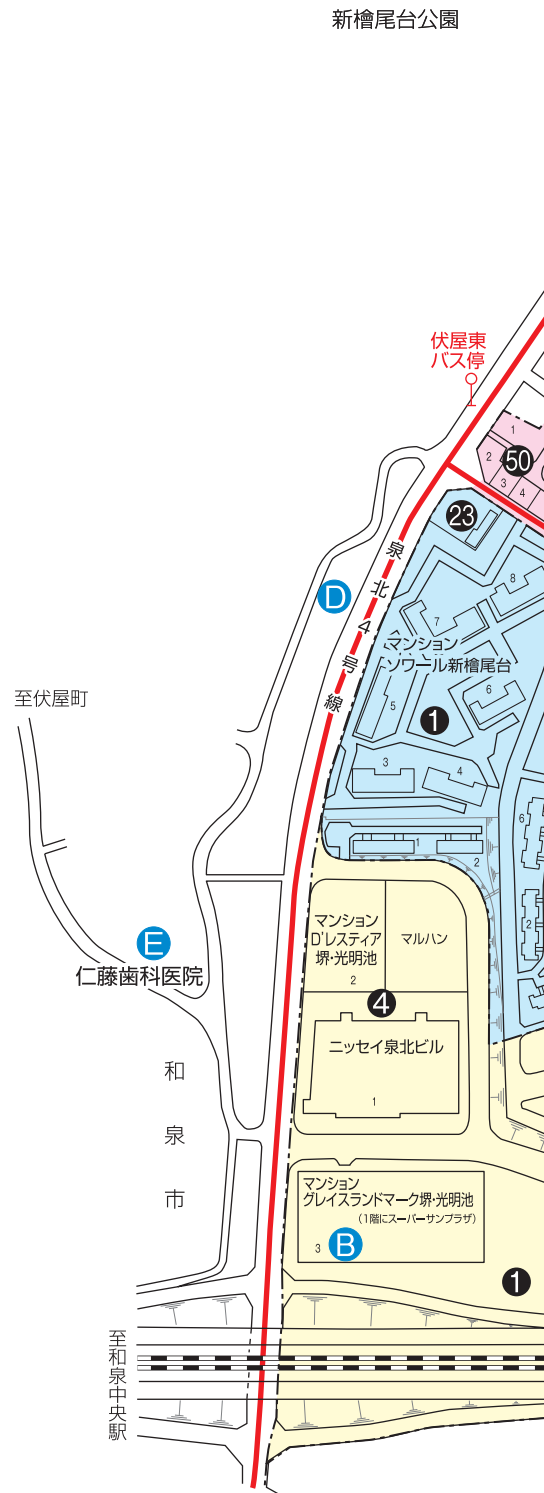 新檜尾台公園
伏屋東
バス停
1
2
50
3
4
23
8
泉北4号線
D
7
マンション
ソワール新檜尾台
6
至伏屋町
5
1
3
4
6
1
2
2
マンション
D'レスティア
堺・光明池
2
マルハン
E
仁藤歯科医院
4
ニッセイ泉北ビル
1
和泉市
マンション
グレイスランドマーク堺・光明池
(1階にスーパーサンプラザ)
3
B
1
至和泉中央駅